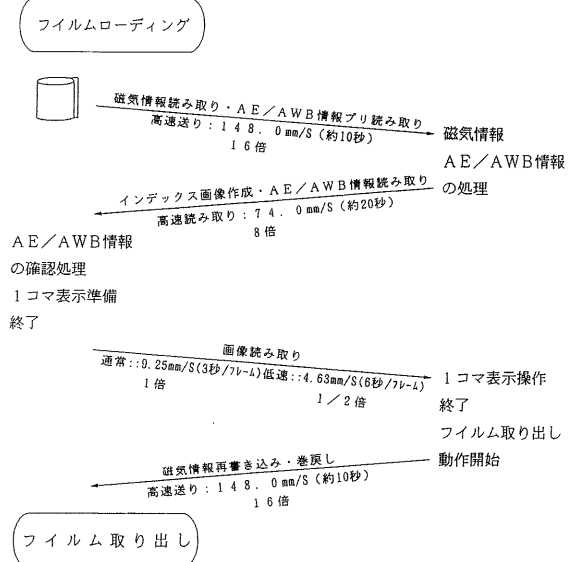 フイルムローディング
磁気情報読み取り・AE/AWB情報プリ読み取り
高速送り:148.0mm/S(約10秒)
16倍
磁気情報
AE/AWB情報
の処理
インデックス画像作成・AE/AWB情報読み取り
高速読み取り:74.0mm/S(約20秒)
8倍
AE/AWB情報
の確認処理
1コマ表示準備
終了
画像読み取り
通常::9.25mm/S(3秒/フレーム)低速::4.63mm/S(6秒/フレーム)
1倍
1/2倍
1コマ表示操作
終了
フイルム取り出し
動作開始
磁気情報再書き込み・巻戻し
高速送り:148.0mm/S(約10秒)
16倍
フイルム取り出し